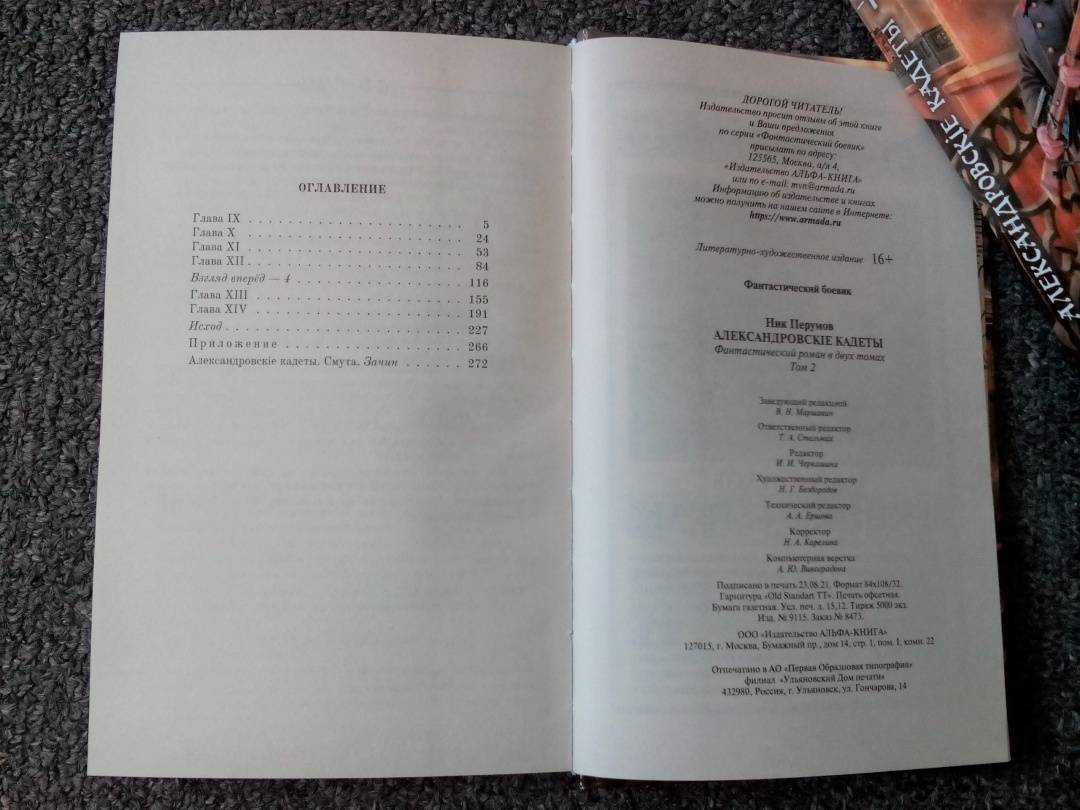 ОГЛАВЛЕНИЕ
Глава IX . . . . . . . . . . . . . . . . . . . . . . 5
Глава X . . . . . . . . . . . . . . . . . . . . . . 24
Глава XI . . . . . . . . . . . . . . . . . . . . . . 53
Глава XII . . . . . . . . . . . . . . . . . . . . . . 84
Взгляд вперёд — 4 . . . . . . . . . . . . . . . . . 116
Глава XIII . . . . . . . . . . . . . . . . . . . . . 155
Глава XIV . . . . . . . . . . . . . . . . . . . . . 191
Исход . . . . . . . . . . . . . . . . . . . . . . . 227
Приложение . . . . . . . . . . . . . . . . . . 266
Александровскіе кадеты. Смута. Зачин . . . . . . 272
ДОРОГОЙ ЧИТАТЕЛЬ!
Издательство просит отзывы об этой книге
и Ваши предложения
по серии «Фантастический боевик»
присылать по адресу:
125565, Москва, а/я 4,
«Издательство АЛЬФА-КНИГА»
или по e-mail: mvn@armada.ru
Информацию об издательстве и книгах
можно получить на нашем сайте в Интернете:
https://www.armada.ru
Литературно-художественное издание 16+
Фантастический боевик
Ник Перумов
АЛЕКСАНДРОВСКІЕ КАДЕТЫ
Фантастический роман в двух томах
Том 2
Заведующий редакцией
В. Н. Маршавин
Ответственный редактор
Т. А. Стельмах
Редактор
И. И. Черкашина
Художественный редактор
Н. Г. Бездородов
Технический редактор
А. А. Ершова
Корректор
Н. А. Карелина
Компьютерная верстка
А. Ю. Виноградова
Подписано в печать 23.08.21. Формат 84х108/32.
Гарнитура «Old Standart TT». Печать офсетная.
Бумага газетная. Усл. печ. л. 15,12. Тираж 5000 экз.
Изд. № 9115. Заказ № 8473.
ООО «Издательство АЛЬФА-КНИГА»
127015, г. Москва, Бумажный пр., дом 14, стр. 1, пом. 1, комн. 22
Отпечатано в АО «Первая Образцовая типография»
филиал «Ульяновский Дом печати»
432980, Россия, г. Ульяновск, ул. Гончарова, 14
АЛЕКСАНДРОВСКІЕ КАДЕТЫ